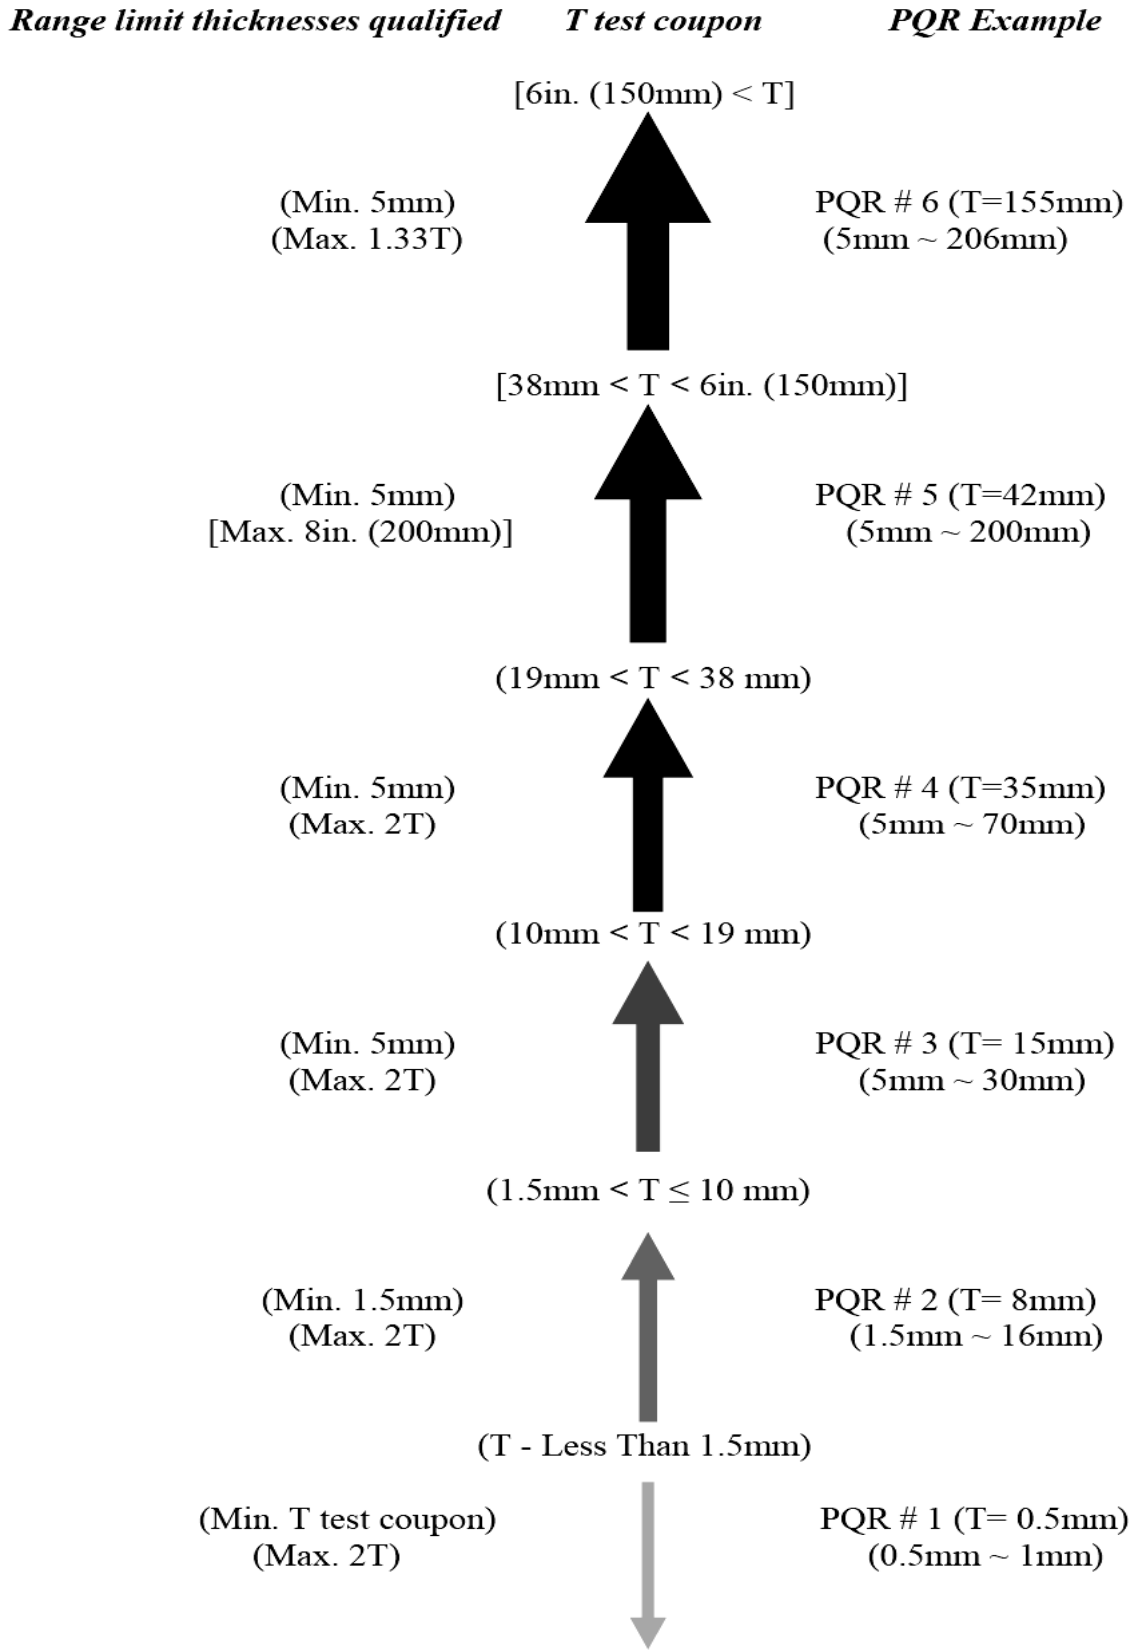 Range limit thicknesses qualified T test coupon PQR Example
[6in. (150mm) < T]
(Min. 5mm) PQR # 6 (T=155mm)
(Max. 1.33T) (5mm ~ 206mm)
[38mm < T < 6in. (150mm)]
(Min. 5mm) PQR # 5 (T=42mm)
[Max. 8in. (200mm)] (5mm ~ 200mm)
(19mm < T < 38 mm)
(Min. 5mm) PQR # 4 (T=35mm)
(Max. 2T) (5mm ~ 70mm)
(10mm < T < 19 mm)
(Min. 5mm) PQR # 3 (T= 15mm)
(Max. 2T) (5mm ~ 30mm)
(1.5mm < T ≤ 10 mm)
(Min. 1.5mm) PQR # 2 (T= 8mm)
(Max. 2T) (1.5mm ~ 16mm)
(T - Less Than 1.5mm)
(Min. T test coupon) PQR # 1 (T= 0.5mm)
(Max. 2T) (0.5mm ~ 1mm)